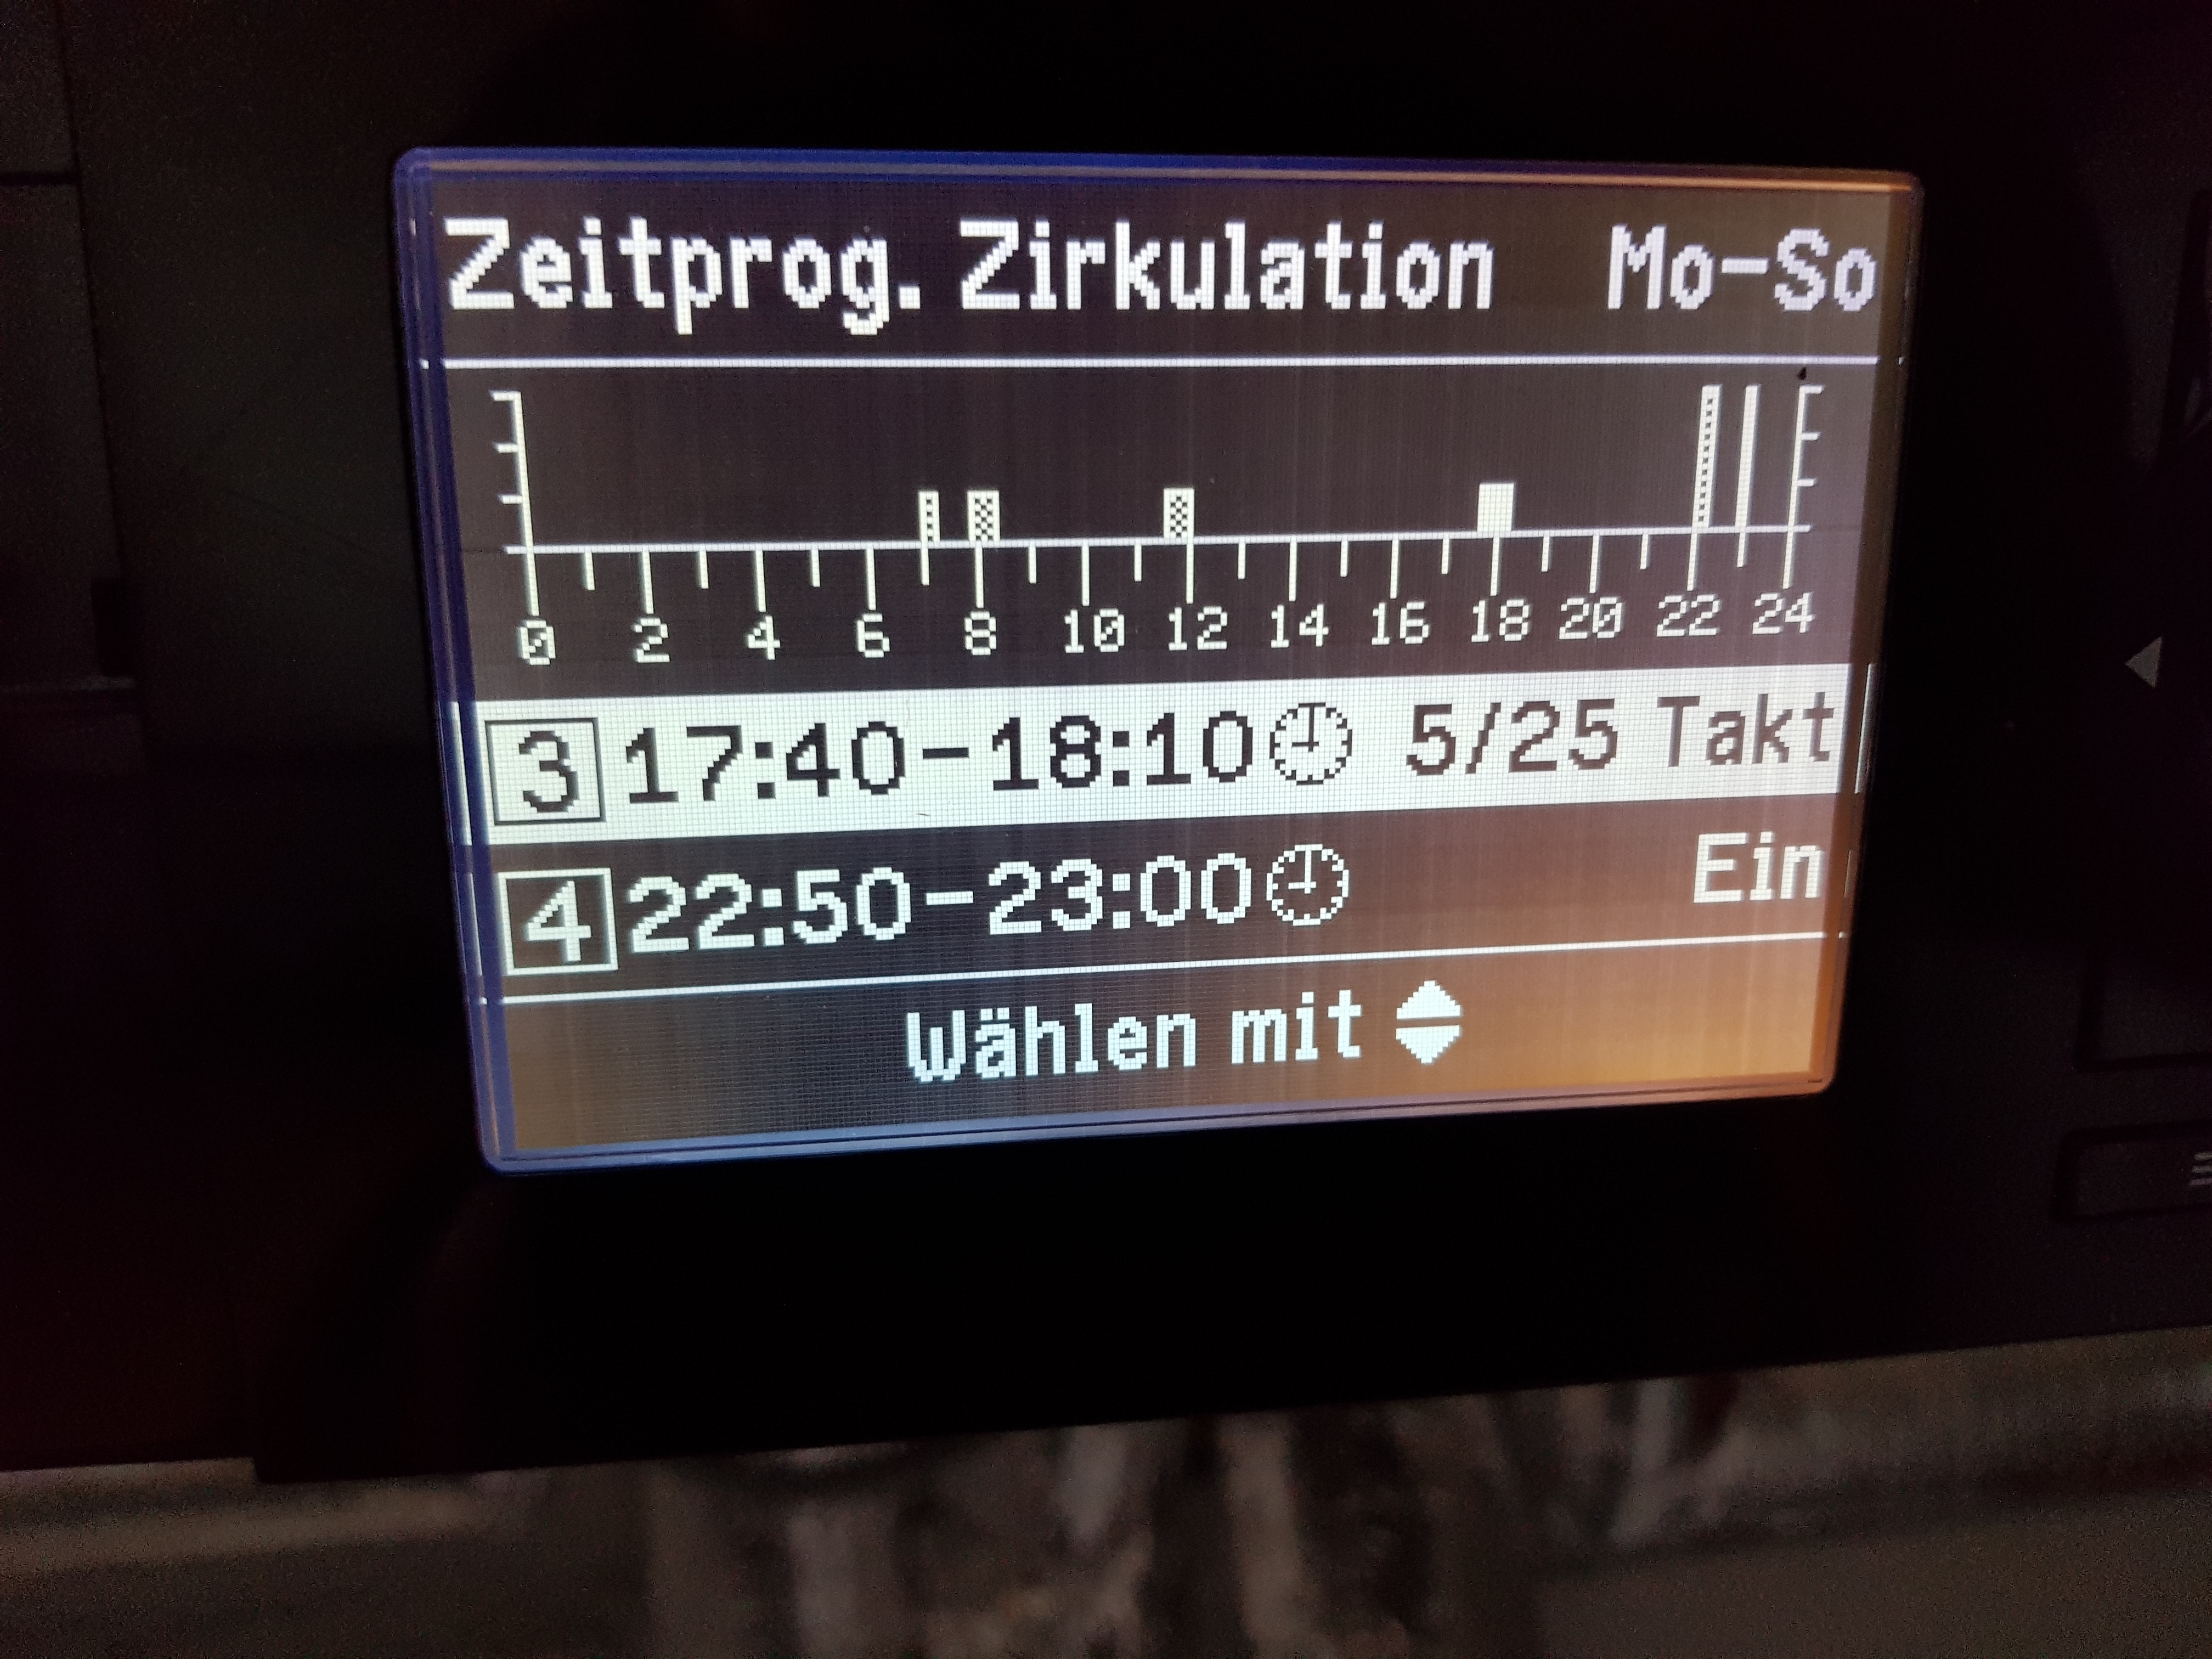 Zeitprog. Zirkulation Mo-So
0 2 4 6 8 10 12 14 16 18 20 22 24
3 17:40-18:10 5/25 Takt
4 22:50-23:00 Ein
Wählen mit